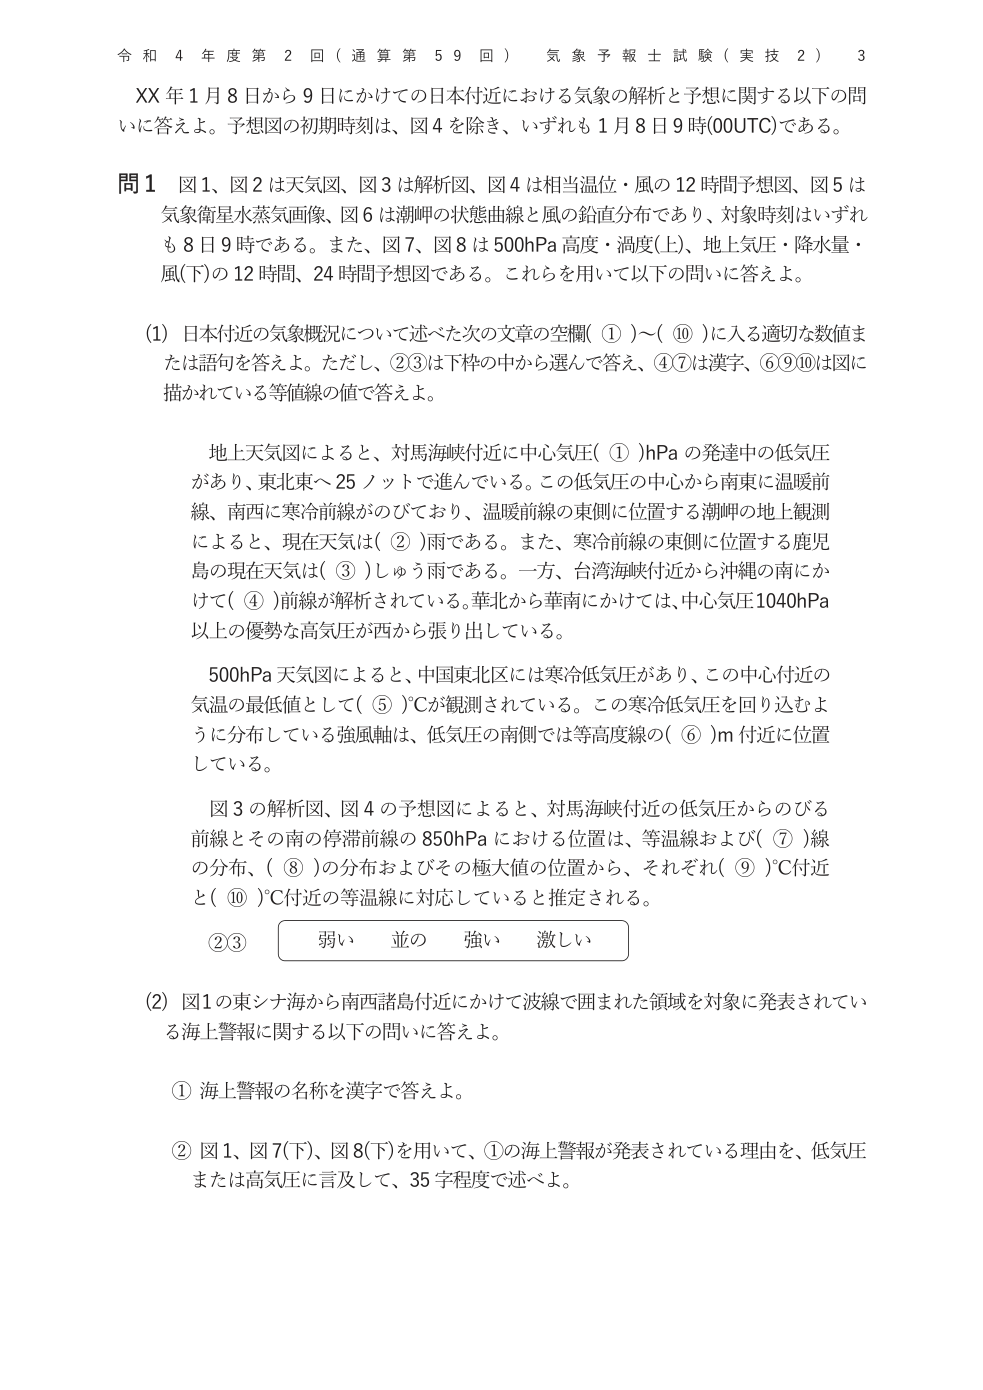 令和4年度第2回(通算第59回) 気象予報士試験(実技2) 3
XX 年 1 月 8 日から 9 日にかけての日本付近における気象の解析と予想に関する以下の問
いに答えよ。予想図の初期時刻は、図 4 を除き、いずれも 1 月 8 日 9 時(00UTC)である。
問1 図 1、図 2 は天気図、図 3 は解析図、図 4 は相当温位・風の 12 時間予想図、図 5 は
気象衛星水蒸気画像、図 6 は潮岬の状態曲線と風の鉛直分布であり、対象時刻はいずれ
も 8 日 9 時である。また、図 7、図 8 は 500hPa 高度・渦度(上)、地上気圧・降水量・
風(下)の 12 時間、24 時間予想図である。これらを用いて以下の問いに答えよ。
(1) 日本付近の気象概況について述べた次の文章の空欄( ① )~( ⑩ )に入る適切な数値ま
たは語句を答えよ。ただし、②③は下枠の中から選んで答え、④⑦は漢字、⑥⑨⑩は図に
描かれている等値線の値で答えよ。
地上天気図によると、対馬海峡付近に中心気圧( ① )hPa の発達中の低気圧
があり、東北東へ 25 ノットで進んでいる。この低気圧の中心から南東に温暖前
線、南西に寒冷前線がのびており、温暖前線の東側に位置する潮岬の地上観測
によると、現在天気は( ② )雨である。また、寒冷前線の東側に位置する鹿児
島の現在天気は( ③ )しゅう雨である。一方、台湾海峡付近から沖縄の南にか
けて( ④ )前線が解析されている。華北から華南にかけては、中心気圧1040hPa
以上の優勢な高気圧が西から張り出している。
500hPa 天気図によると、中国東北区には寒冷低気圧があり、この中心付近の
気温の最低値として( ⑤ )℃が観測されている。この寒冷低気圧を回り込むよ
うに分布している強風軸は、低気圧の南側では等高度線の( ⑥ )m 付近に位置
している。
図 3 の解析図、図 4 の予想図によると、対馬海峡付近の低気圧からのびる
前線とその南の停滞前線の 850hPa における位置は、等温線および( ⑦ )線
の分布、( ⑧ )の分布およびその極大値の位置から、それぞれ( ⑨ )℃付近
と( ⑩ )℃付近の等温線に対応していると推定される。
②③ 弱い 並の 強い 激しい
(2) 図1の東シナ海から南西諸島付近にかけて波線で囲まれた領域を対象に発表されてい
る海上警報に関する以下の問いに答えよ。
① 海上警報の名称を漢字で答えよ。
② 図 1、図 7(下)、図 8(下)を用いて、①の海上警報が発表されている理由を、低気圧
または高気圧に言及して、35 字程度で述べよ。